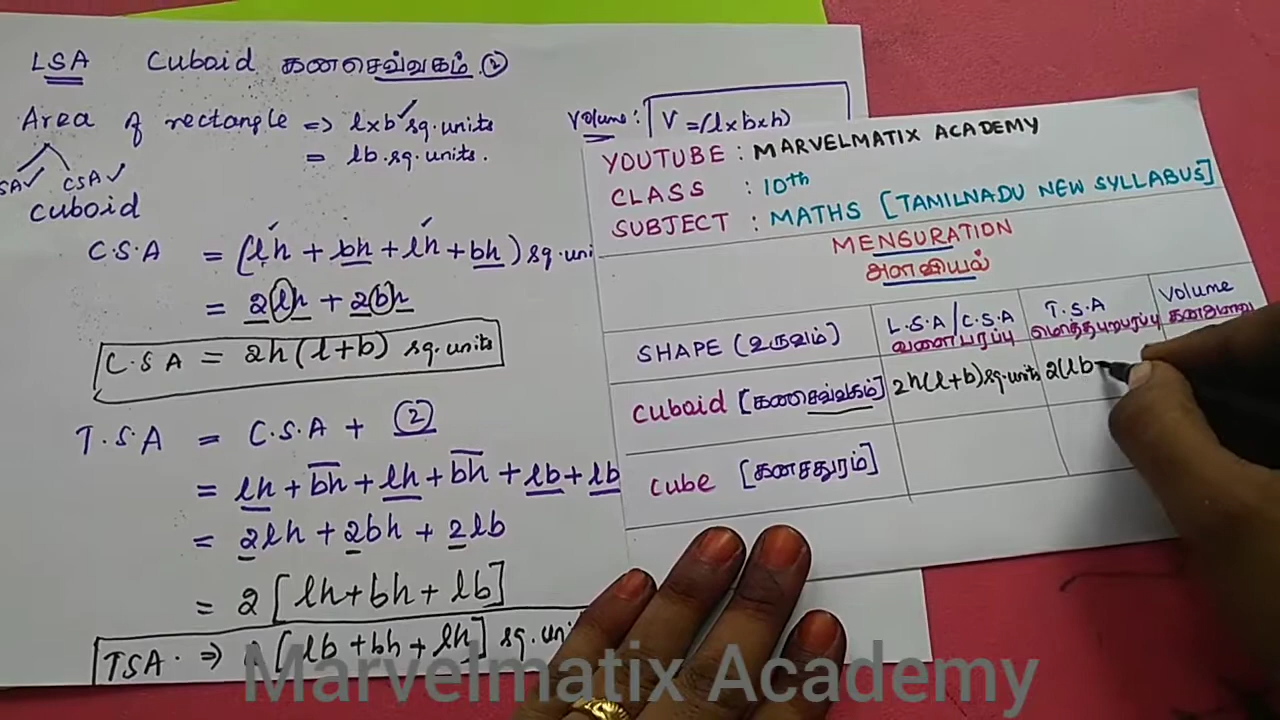 LSA Cuboid கனசெவ்வகம். ②
Area of rectangle => l×b sq.units
= lb.sq.units.
SA✓ CSA✓
cuboid
C.S.A = (lh + bh + lh + bh) sq.uni
= 2lh + 2bh
C.S.A = 2h(l+b) sq.units
T.S.A = C.S.A + ②
= lh + bh + lh + bh + lb + lb
= 2lh + 2bh + 2lb
= 2[lh+bh+lb]
TSA. => [lb+bh+lh] sq.uni
Volume: V=(l×b×h)
YOUTUBE : MARVELMATIX ACADEMY
CLASS : 10th
SUBJECT : MATHS [TAMILNADU NEW SYLLABUS]
MENSURATION
அளவியல்
SHAPE (உருவம்) L.S.A/C.S.A வளைபரப்பு T.S.A மொத்தபுறபரப்பு Volume
Cuboid [கனசவ்வகம்] 2h(l+b)sq.units 2(lb
Cube [கனசதுரம்]
Marvelmatix Academy